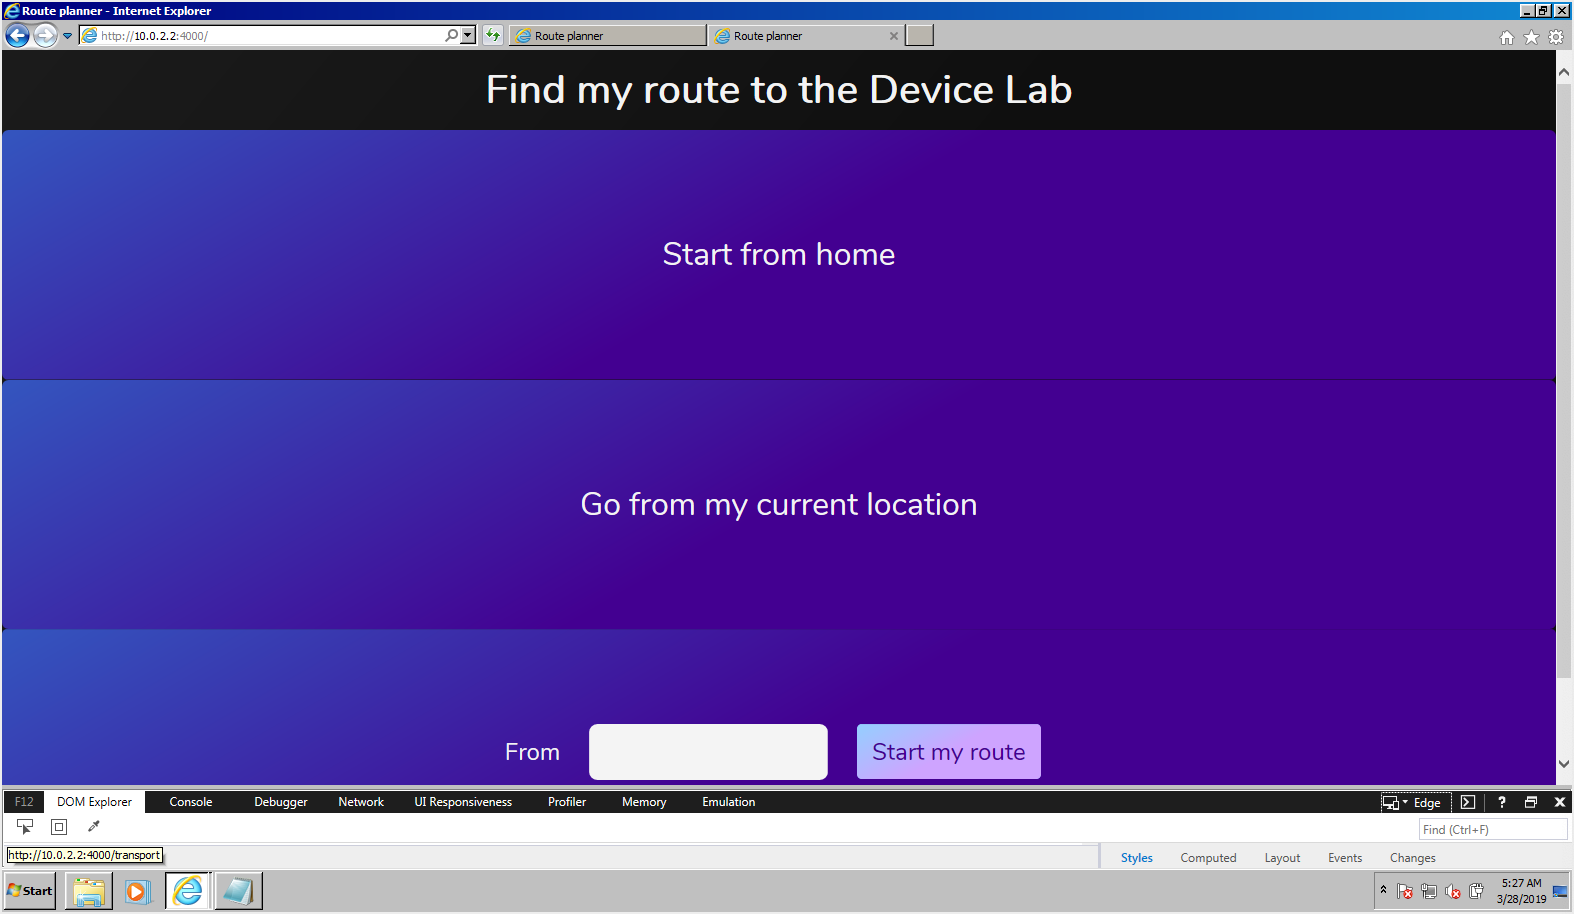 Route planner - Internet Explorer
http://10.0.2.2:4000/
Route planner
Route planner
Find my route to the Device Lab
Start from home
Go from my current location
From
Start my route
F12 DOM Explorer Console Debugger Network UI Responsiveness Profiler Memory Emulation Edge ?
Find (Ctrl+F)
http://10.0.2.2:4000/transport
Styles Computed Layout Events Changes
Start
5:27 AM
3/28/2019